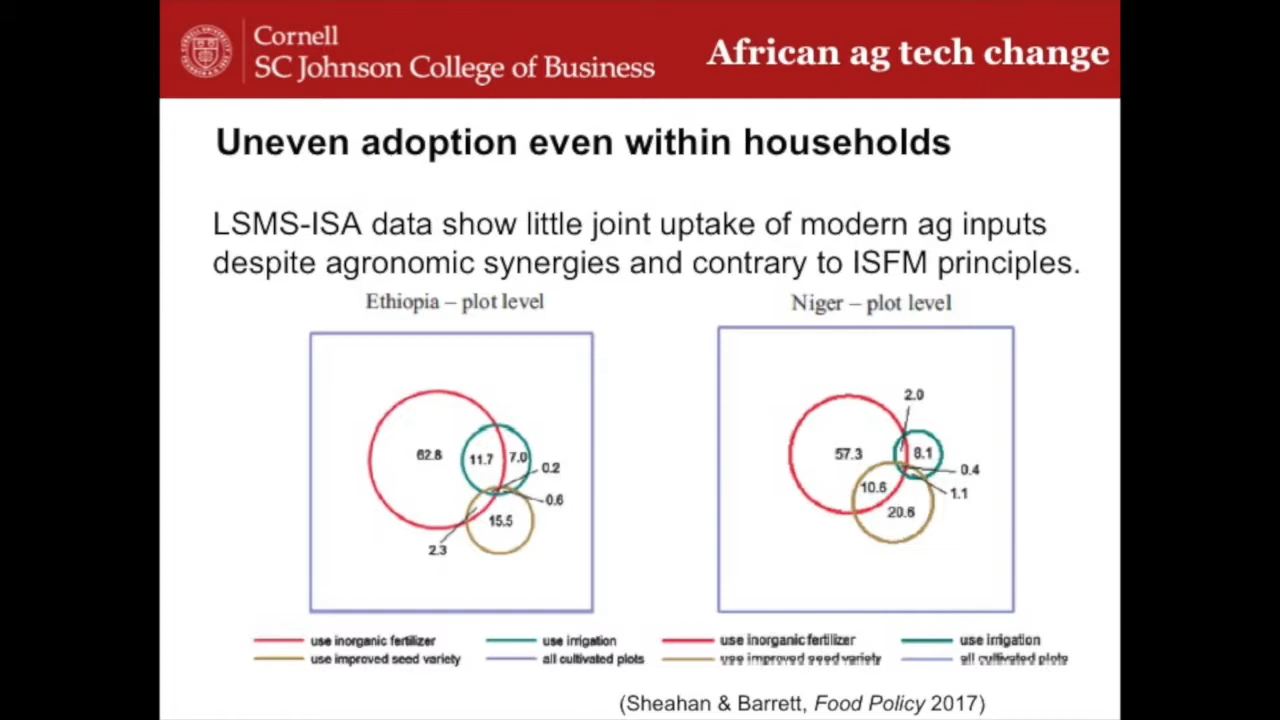 Cornell
SC Johnson College of Business
African ag tech change
Uneven adoption even within households
LSMS-ISA data show little joint uptake of modern ag inputs
despite agronomic synergies and contrary to ISFM principles.
Ethiopia – plot level
62.8
11.7
7.0
0.2
0.6
15.5
2.3
use inorganic fertilizer
use irrigation
use improved seed variety
all cultivated plots
Niger – plot level
2.0
57.3
8.1
0.4
10.6
1.1
20.6
use inorganic fertilizer
use irrigation
use improved seed variety
all cultivated plots
(Sheahan & Barrett, Food Policy 2017)